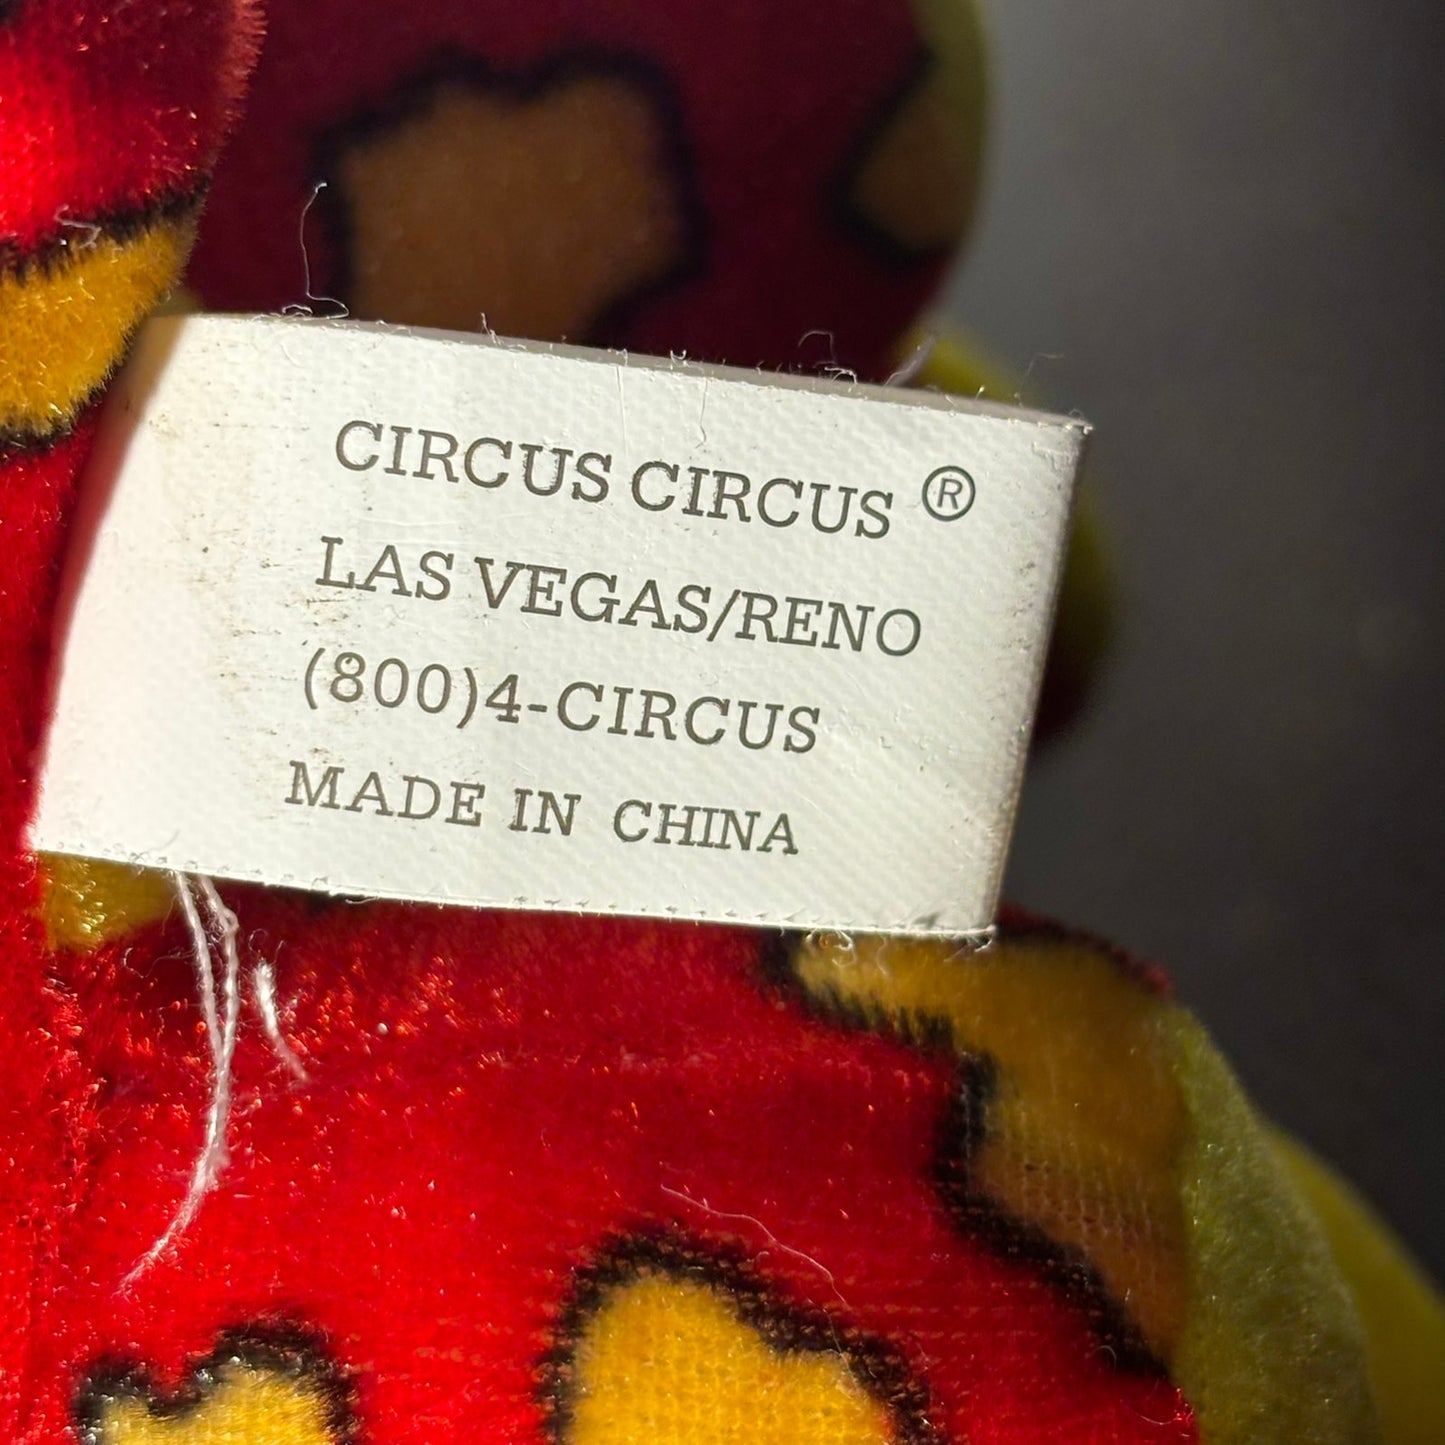 CIRCUS CIRCUS ®
LAS VEGAS/RENO
(800)4-CIRCUS
MADE IN CHINA